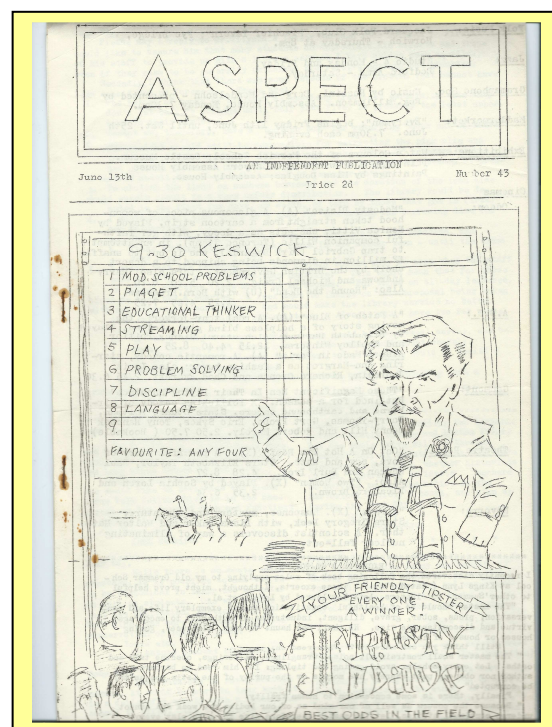 ASPECT
AN INDEPENDENT PUBLICATION
June 13th
Number 43
Price 2d
9.30 KESWICK
1 MOD. SCHOOL PROBLEMS
2 PIAGET
3 EDUCATIONAL THINKER
4 STREAMING
5 PLAY
6 PROBLEM SOLVING
7 DISCIPLINE
8 LANGUAGE
9.
FAVOURITE: ANY FOUR
YOUR FRIENDLY TIPSTER
EVERY ONE
A WINNER!
TRUSTY
BEST ODDS IN THE FIELD